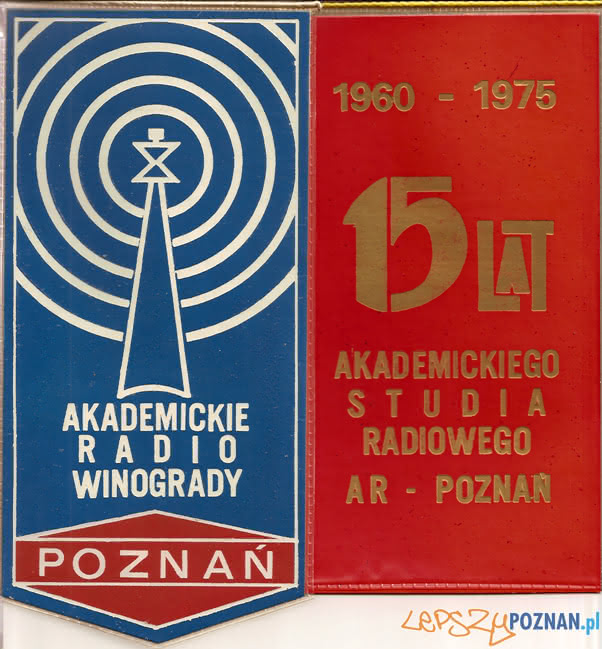 AKADEMICKIE
RADIO
WINOGRADY
POZNAŃ
1960 - 1975
15 LAT
AKADEMICKIEGO
STUDIA
RADIOWEGO
AR - POZNAŃ
LEPSZYPOZNAN.pl